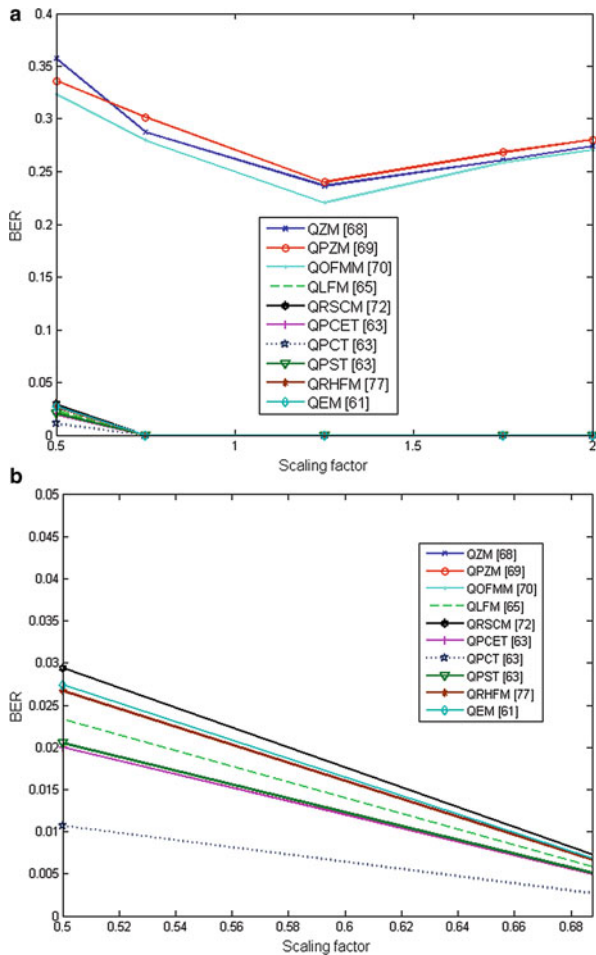 a
0.4
0.35
0.3
0.25
0.2
0.15
0.1
0.05
0
BER
QZM [68]
QPZM [69]
QOFMM [70]
QLFM [65]
QRSCM [72]
QPCET [63]
QPCT [63]
QPST [63]
QRHFM [77]
QEM [61]
0.5
1
1.5
2
Scaling factor
b
0.05
0.045
0.04
0.035
0.03
0.025
0.02
0.015
0.01
0.005
0
BER
QZM [68]
QPZM [69]
QOFMM [70]
QLFM [65]
QRSCM [72]
QPCET [63]
QPCT [63]
QPST [63]
QRHFM [77]
QEM [61]
0.5
0.52
0.54
0.56
0.58
0.6
0.62
0.64
0.66
0.68
Scaling factor